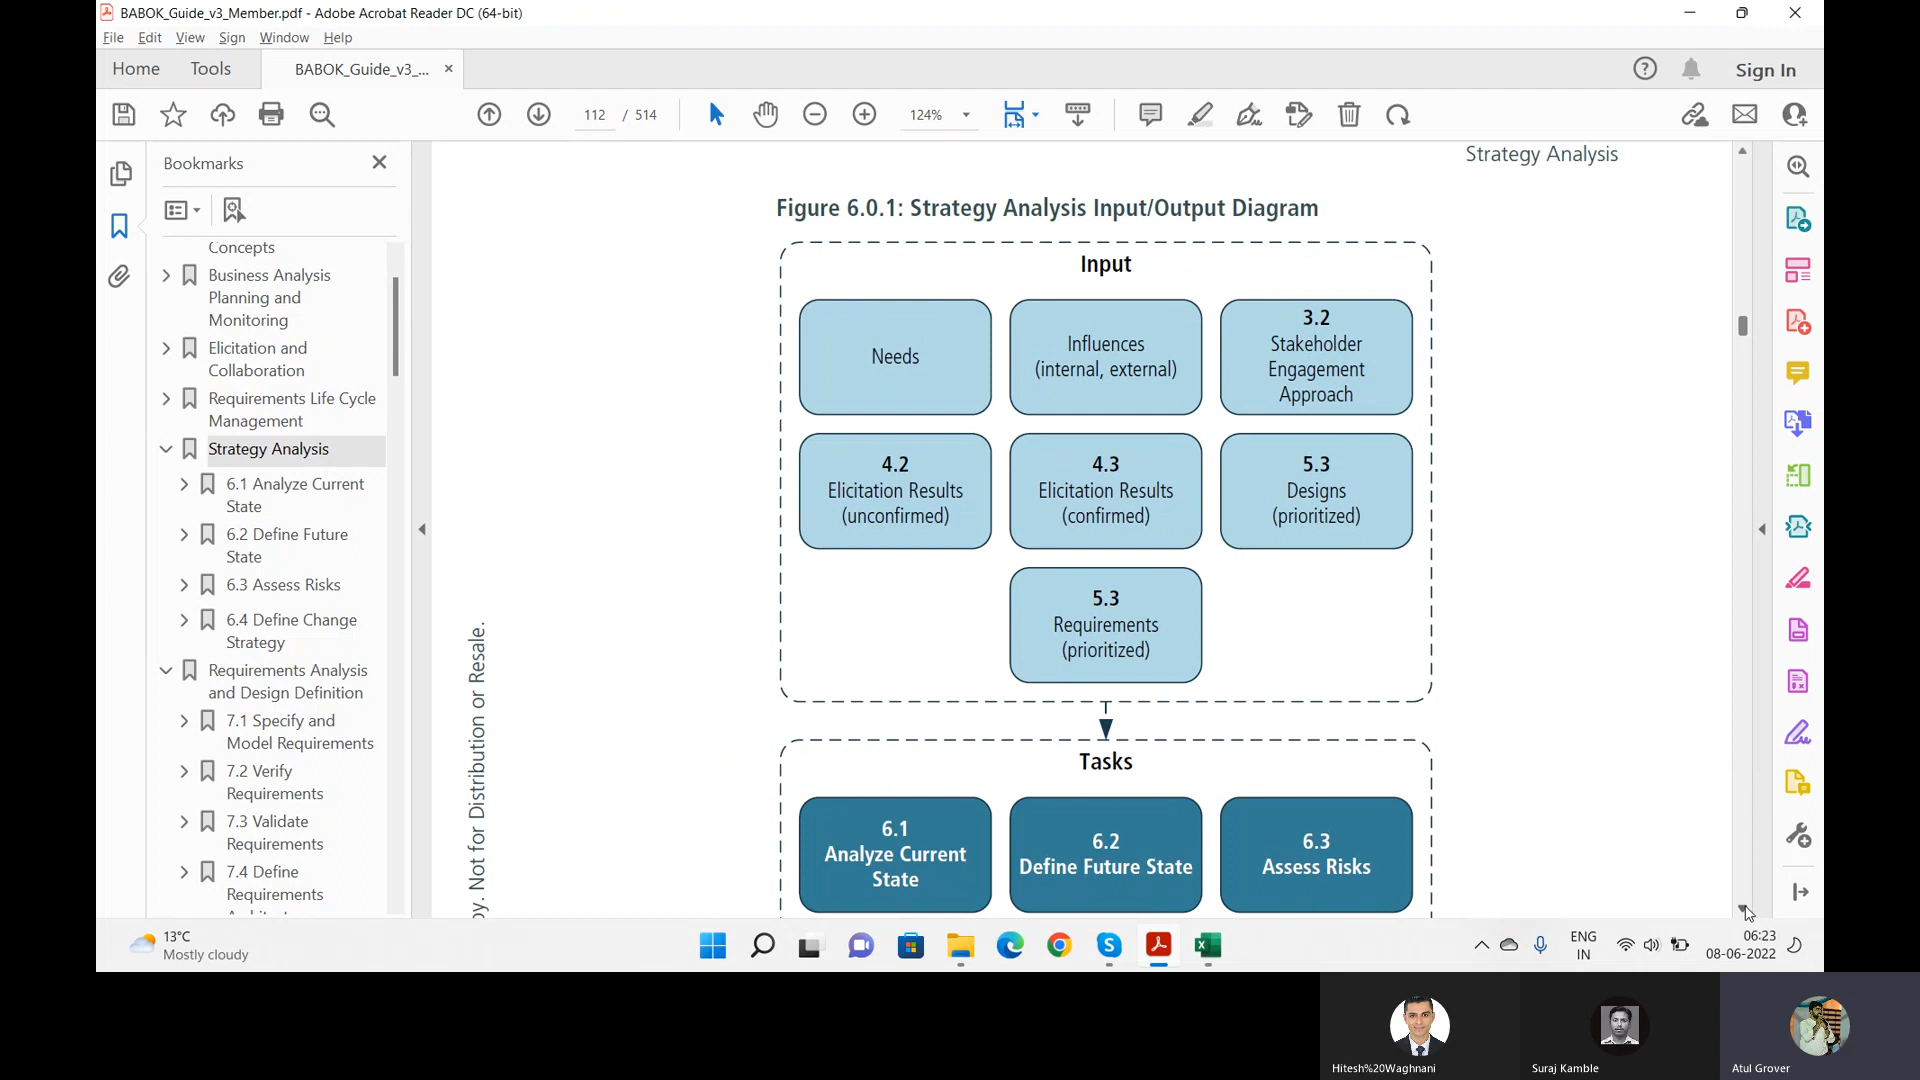 BABOK_Guide_v3_Member.pdf - Adobe Acrobat Reader DC (64-bit)
File Edit View Sign Window Help
Home Tools BABOK_Guide_v3_... Sign In
112 / 514 124%
Bookmarks
Concepts
Business Analysis
Planning and
Monitoring
Elicitation and
Collaboration
Requirements Life Cycle
Management
Strategy Analysis
6.1 Analyze Current
State
6.2 Define Future
State
6.3 Assess Risks
6.4 Define Change
Strategy
Requirements Analysis
and Design Definition
7.1 Specify and
Model Requirements
7.2 Verify
Requirements
7.3 Validate
Requirements
7.4 Define
Requirements
Strategy Analysis
Figure 6.0.1: Strategy Analysis Input/Output Diagram
Input
Needs
Influences
(internal, external)
3.2
Stakeholder
Engagement
Approach
4.2
Elicitation Results
(unconfirmed)
4.3
Elicitation Results
(confirmed)
5.3
Designs
(prioritized)
5.3
Requirements
(prioritized)
Tasks
6.1
Analyze Current
State
6.2
Define Future State
6.3
Assess Risks
py. Not for Distribution or Resale.
13°C
Mostly cloudy
ENG
IN
06:23
08-06-2022
Hitesh%20Waghnani
Suraj Kamble
Atul Grover